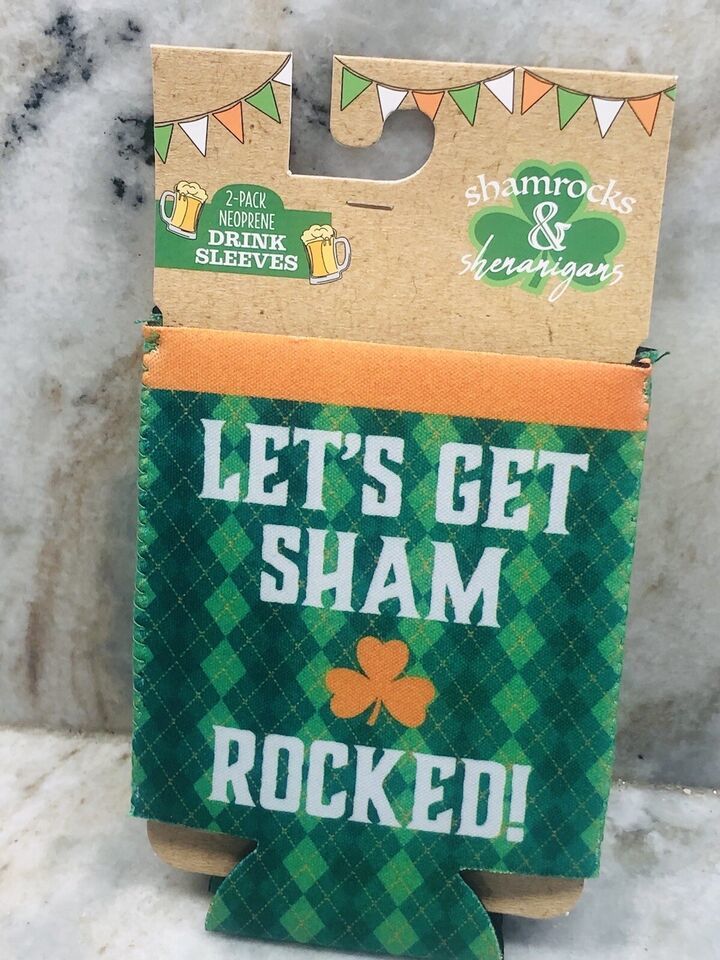 2-PACK
NEOPRENE
DRINK
SLEEVES
shamrocks
&
shenanigans
LET'S GET
SHAM
ROCKED!